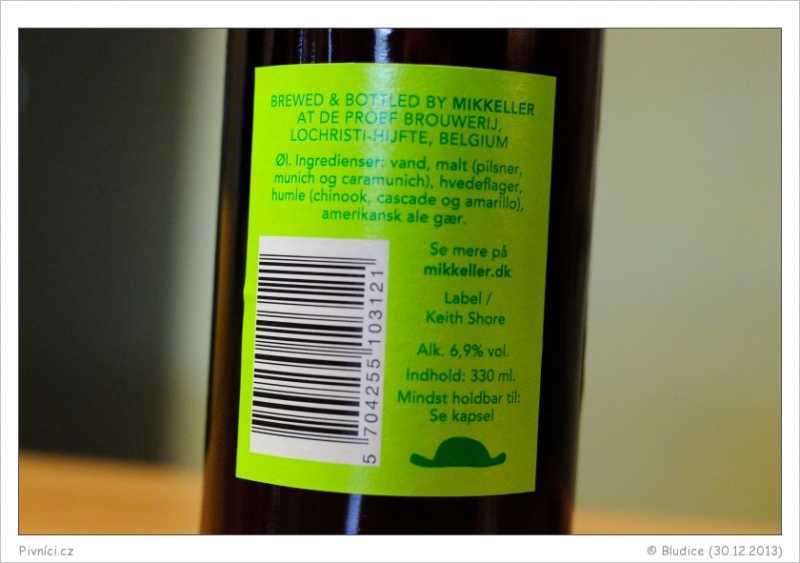 BREWED & BOTTLED BY MIKKELLER
AT DE PROEF BROUWERIJ,
LOCHRISTI-HIJFTE, BELGIUM
Øl. Ingredienser: vand, malt (pilsner,
munich og caramunich), hvedeflager,
humle (chinook, cascade og amarillo),
amerikansk ale gær.
Se mere på
mikkeller.dk
Label /
Keith Shore
Alk. 6,9% vol.
Indhold: 330 ml.
Mindst holdbar til:
Se kapsel
5 704255 103121
Pivníci.cz
© Bludice (30.12.2013)